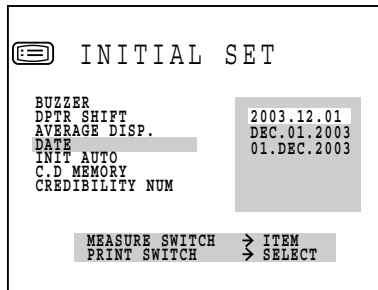 INITIAL SET
BUZZER
DPTR SHIFT
AVERAGE DISP.
DATE
INIT AUTO
C.D MEMORY
CREDIBILITY NUM
2003.12.01
DEC.01.2003
01.DEC.2003
MEASURE SWITCH → ITEM
PRINT SWITCH → SELECT